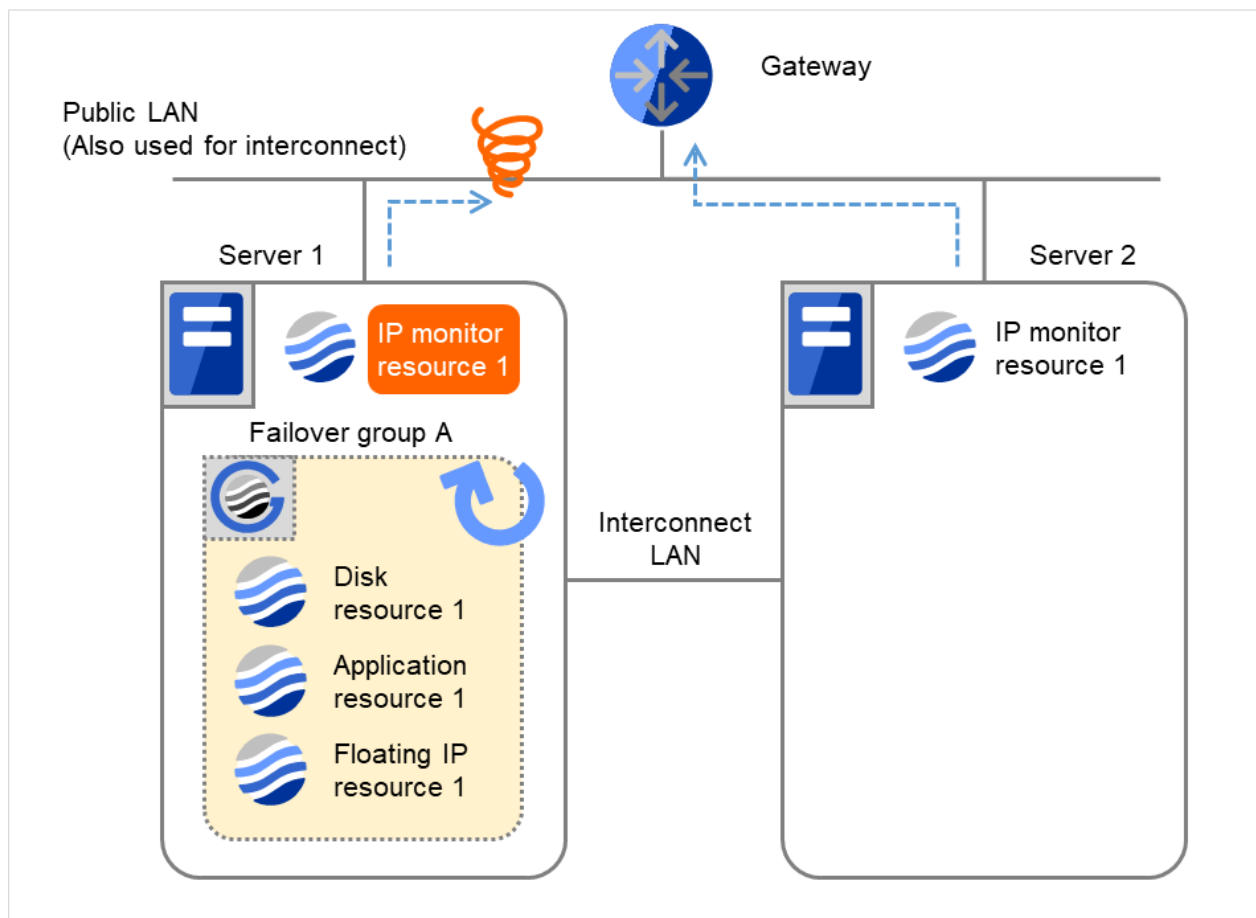 Gateway
Public LAN
(Also used for interconnect)
Server 1
Server 2
IP monitor
resource 1
IP monitor
resource 1
Failover group A
Interconnect
LAN
Disk
resource 1
Application
resource 1
Floating IP
resource 1